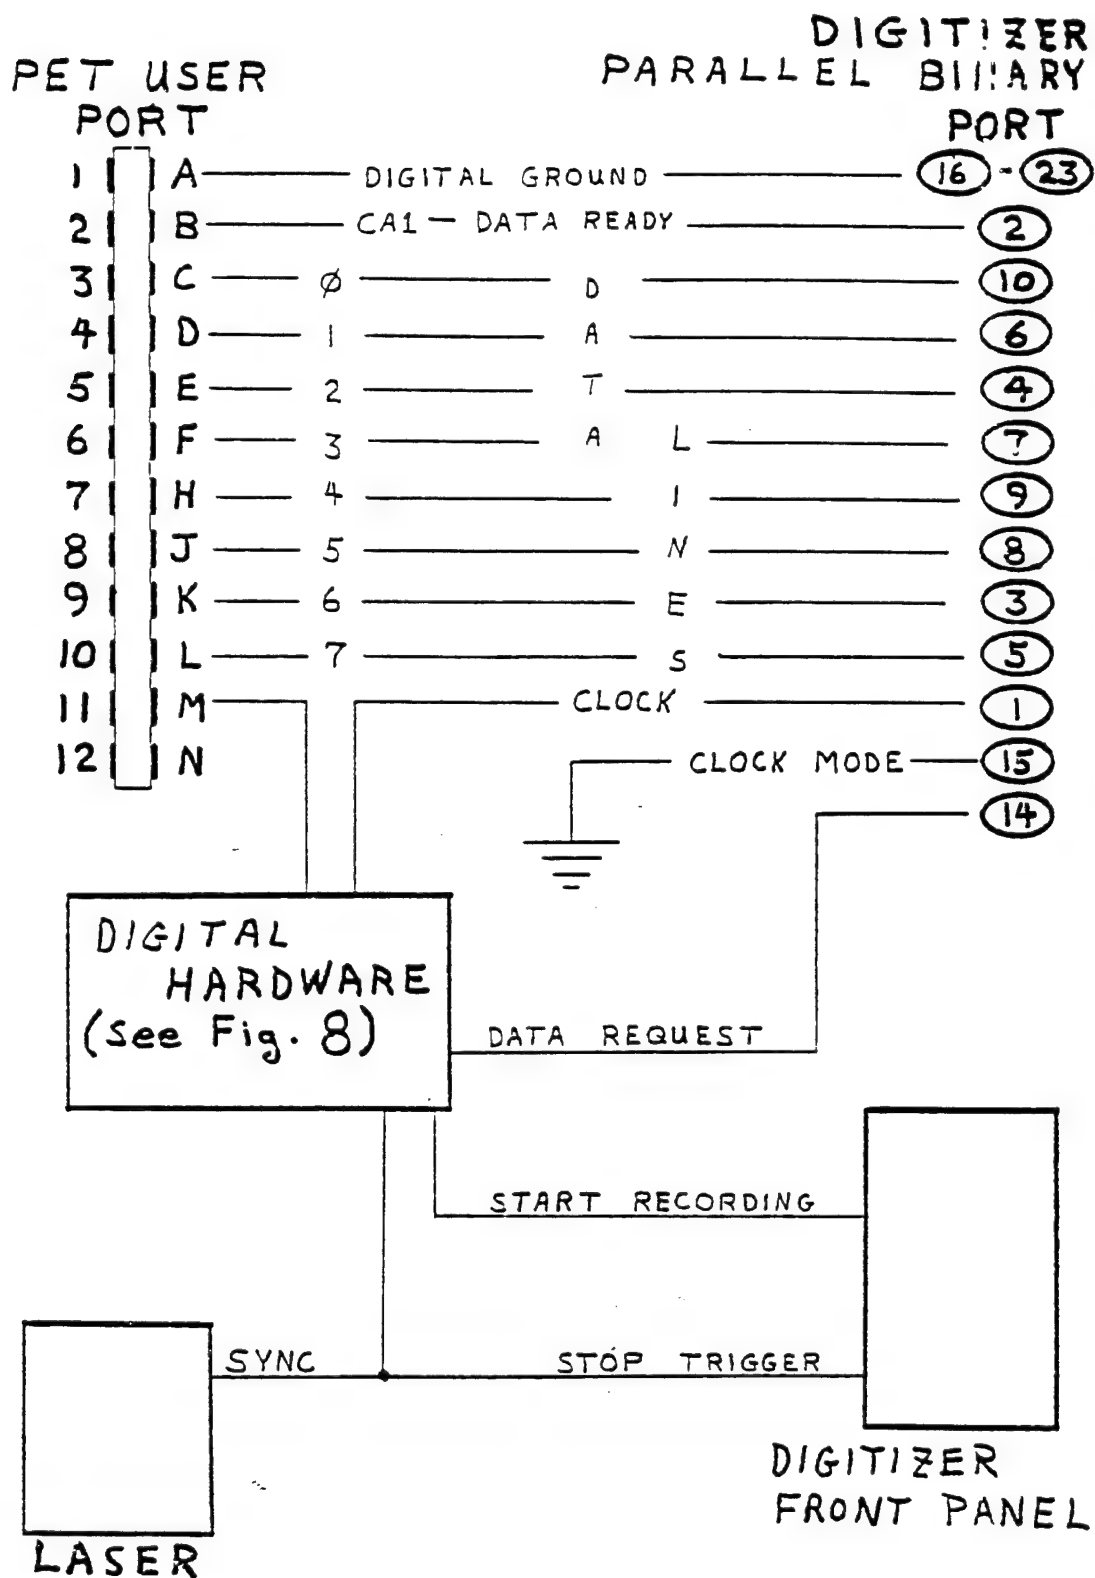 DIGITIZER
PET USER PARALLEL BINARY
PORT PORT
1 A DIGITAL GROUND 16 - 23
2 B CA1 - DATA READY 2
3 C Ø D 10
4 D 1 A 6
5 E 2 T 4
6 F 3 A L 7
7 H 4 I 9
8 J 5 N 8
9 K 6 E 3
10 L 7 S 5
11 M CLOCK 1
12 N CLOCK MODE 15
14
DIGITAL
HARDWARE
(See Fig. 8)
DATA REQUEST
START RECORDING
SYNC STOP TRIGGER
DIGITIZER
FRONT PANEL
LASER